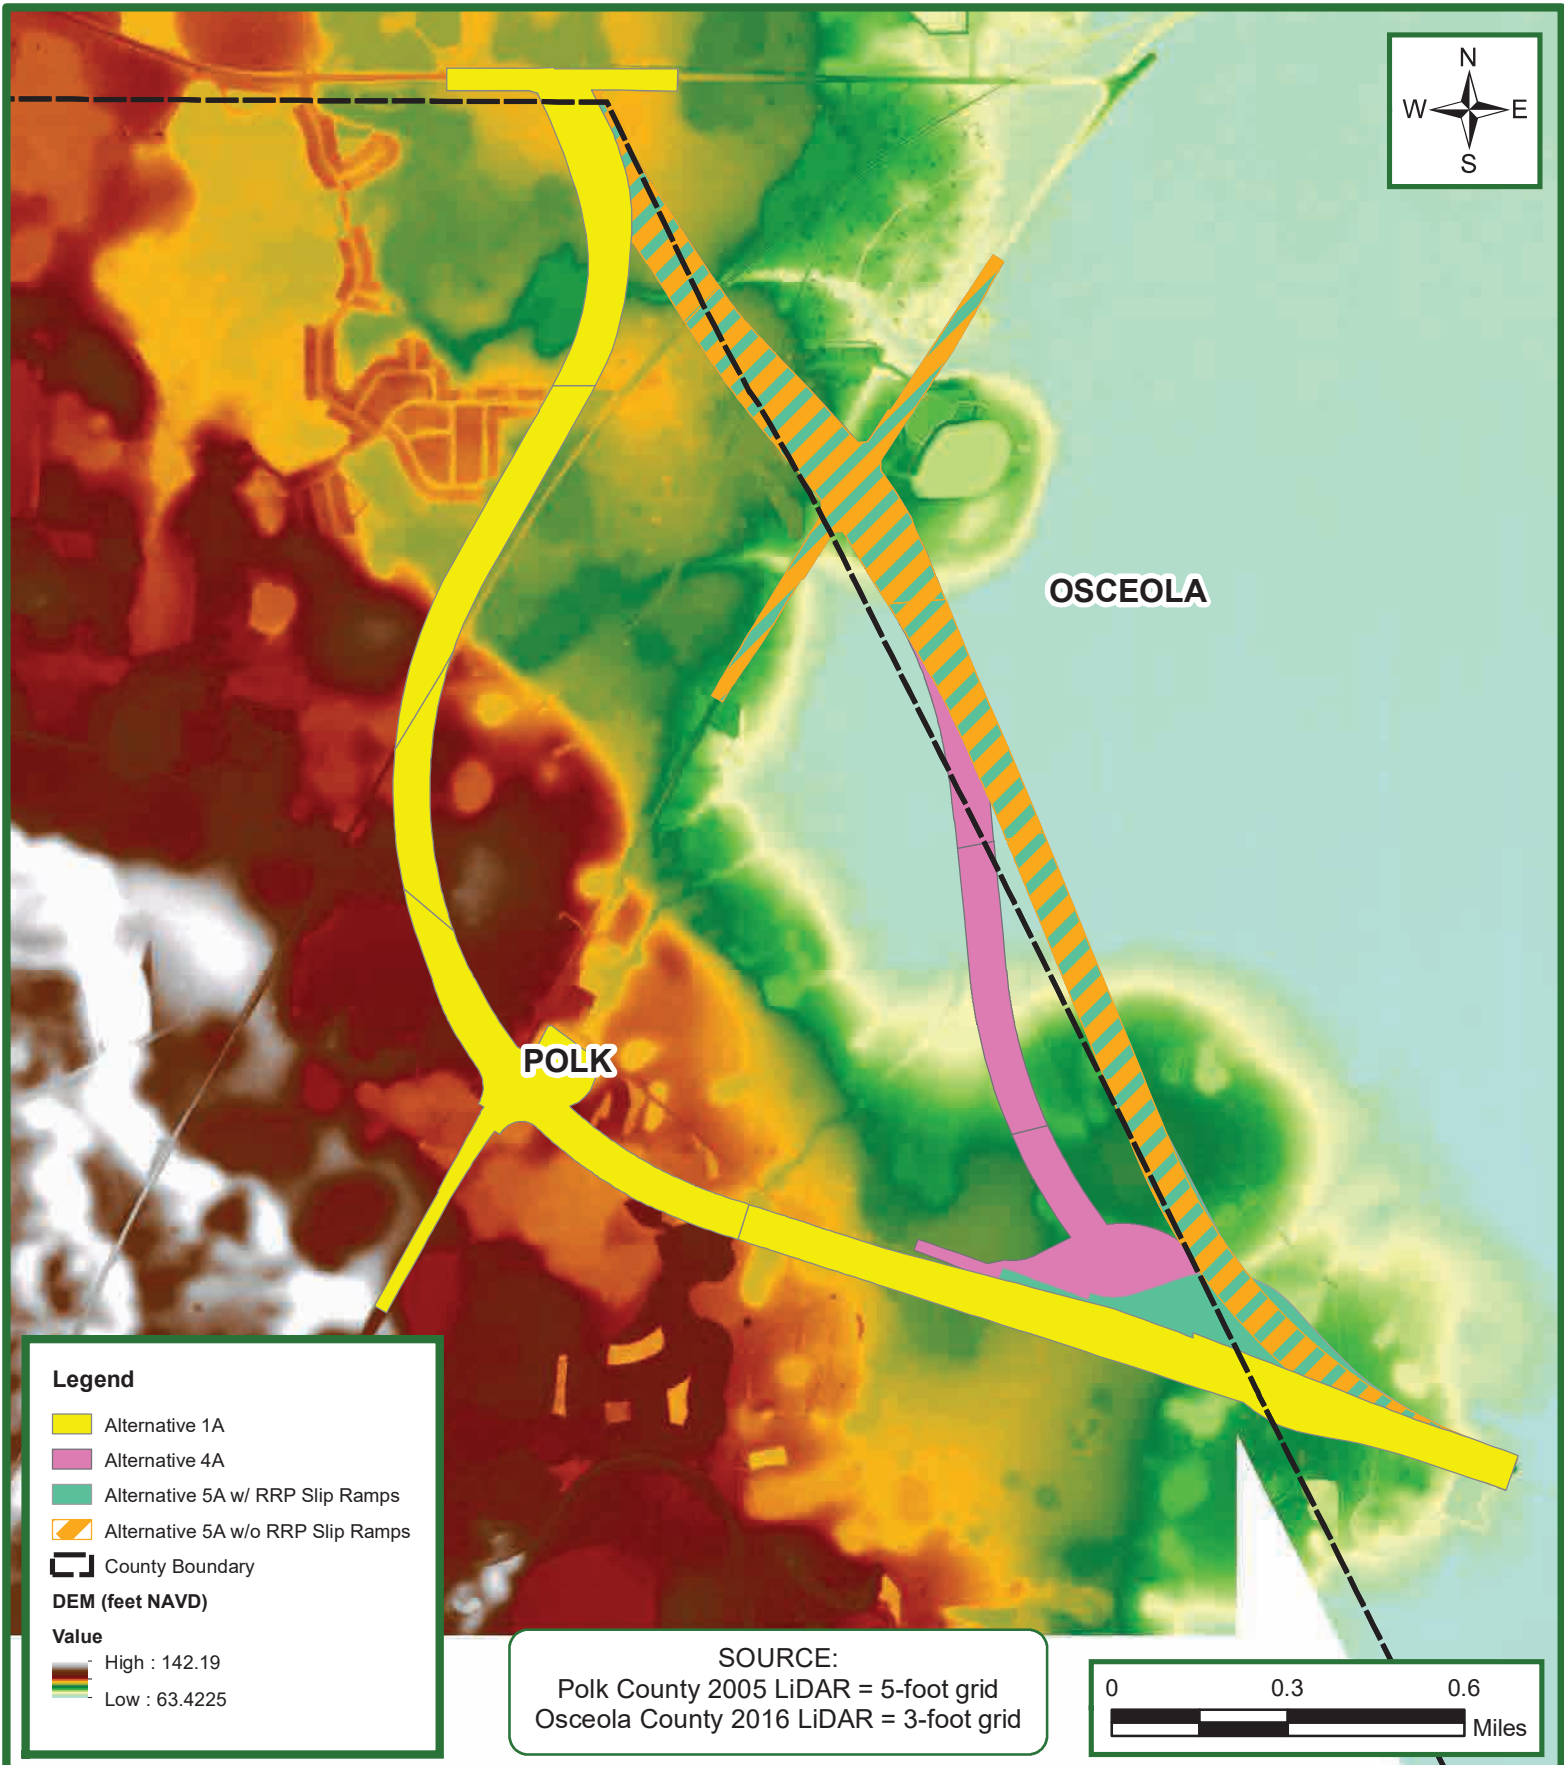 N
W E
S
OSCEOLA
POLK
Legend
Alternative 1A
Alternative 4A
Alternative 5A w/ RRP Slip Ramps
Alternative 5A w/o RRP Slip Ramps
County Boundary
DEM (feet NAVD)
Value
High : 142.19
Low : 63.4225
SOURCE:
Polk County 2005 LiDAR = 5-foot grid
Osceola County 2016 LiDAR = 3-foot grid
0 0.3 0.6
Miles